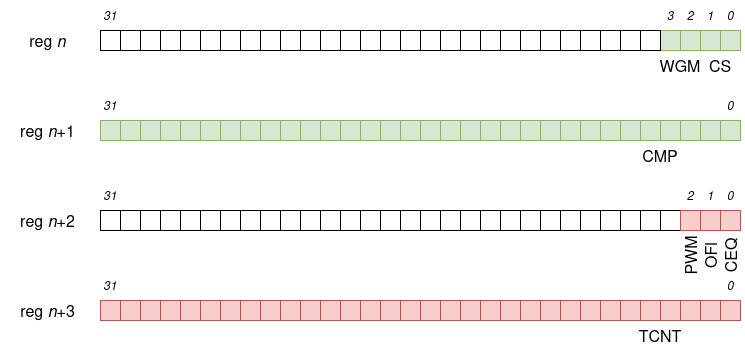 31 3 2 1 0
reg n
WGM CS
31 0
reg n+1
CMP
31 2 1 0
reg n+2
PWM OFI CEQ
31 0
reg n+3
TCNT